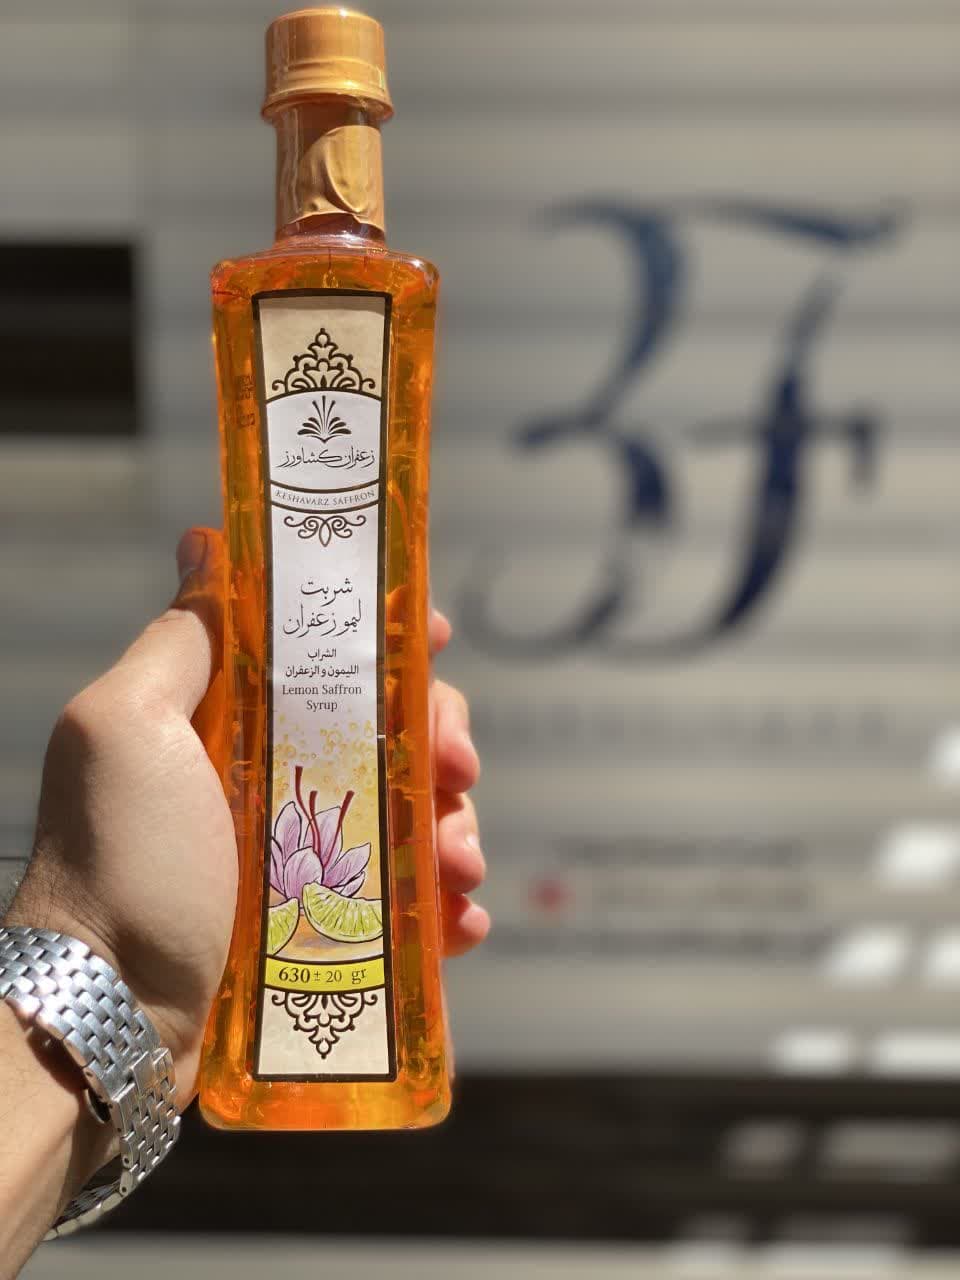 زعفران کشاورز
KESHAVARZ SAFFRON
شربت
لیمو زعفران
الشراب
الليمون والزعفران
Lemon Saffron
Syrup
630 ± 20 gr